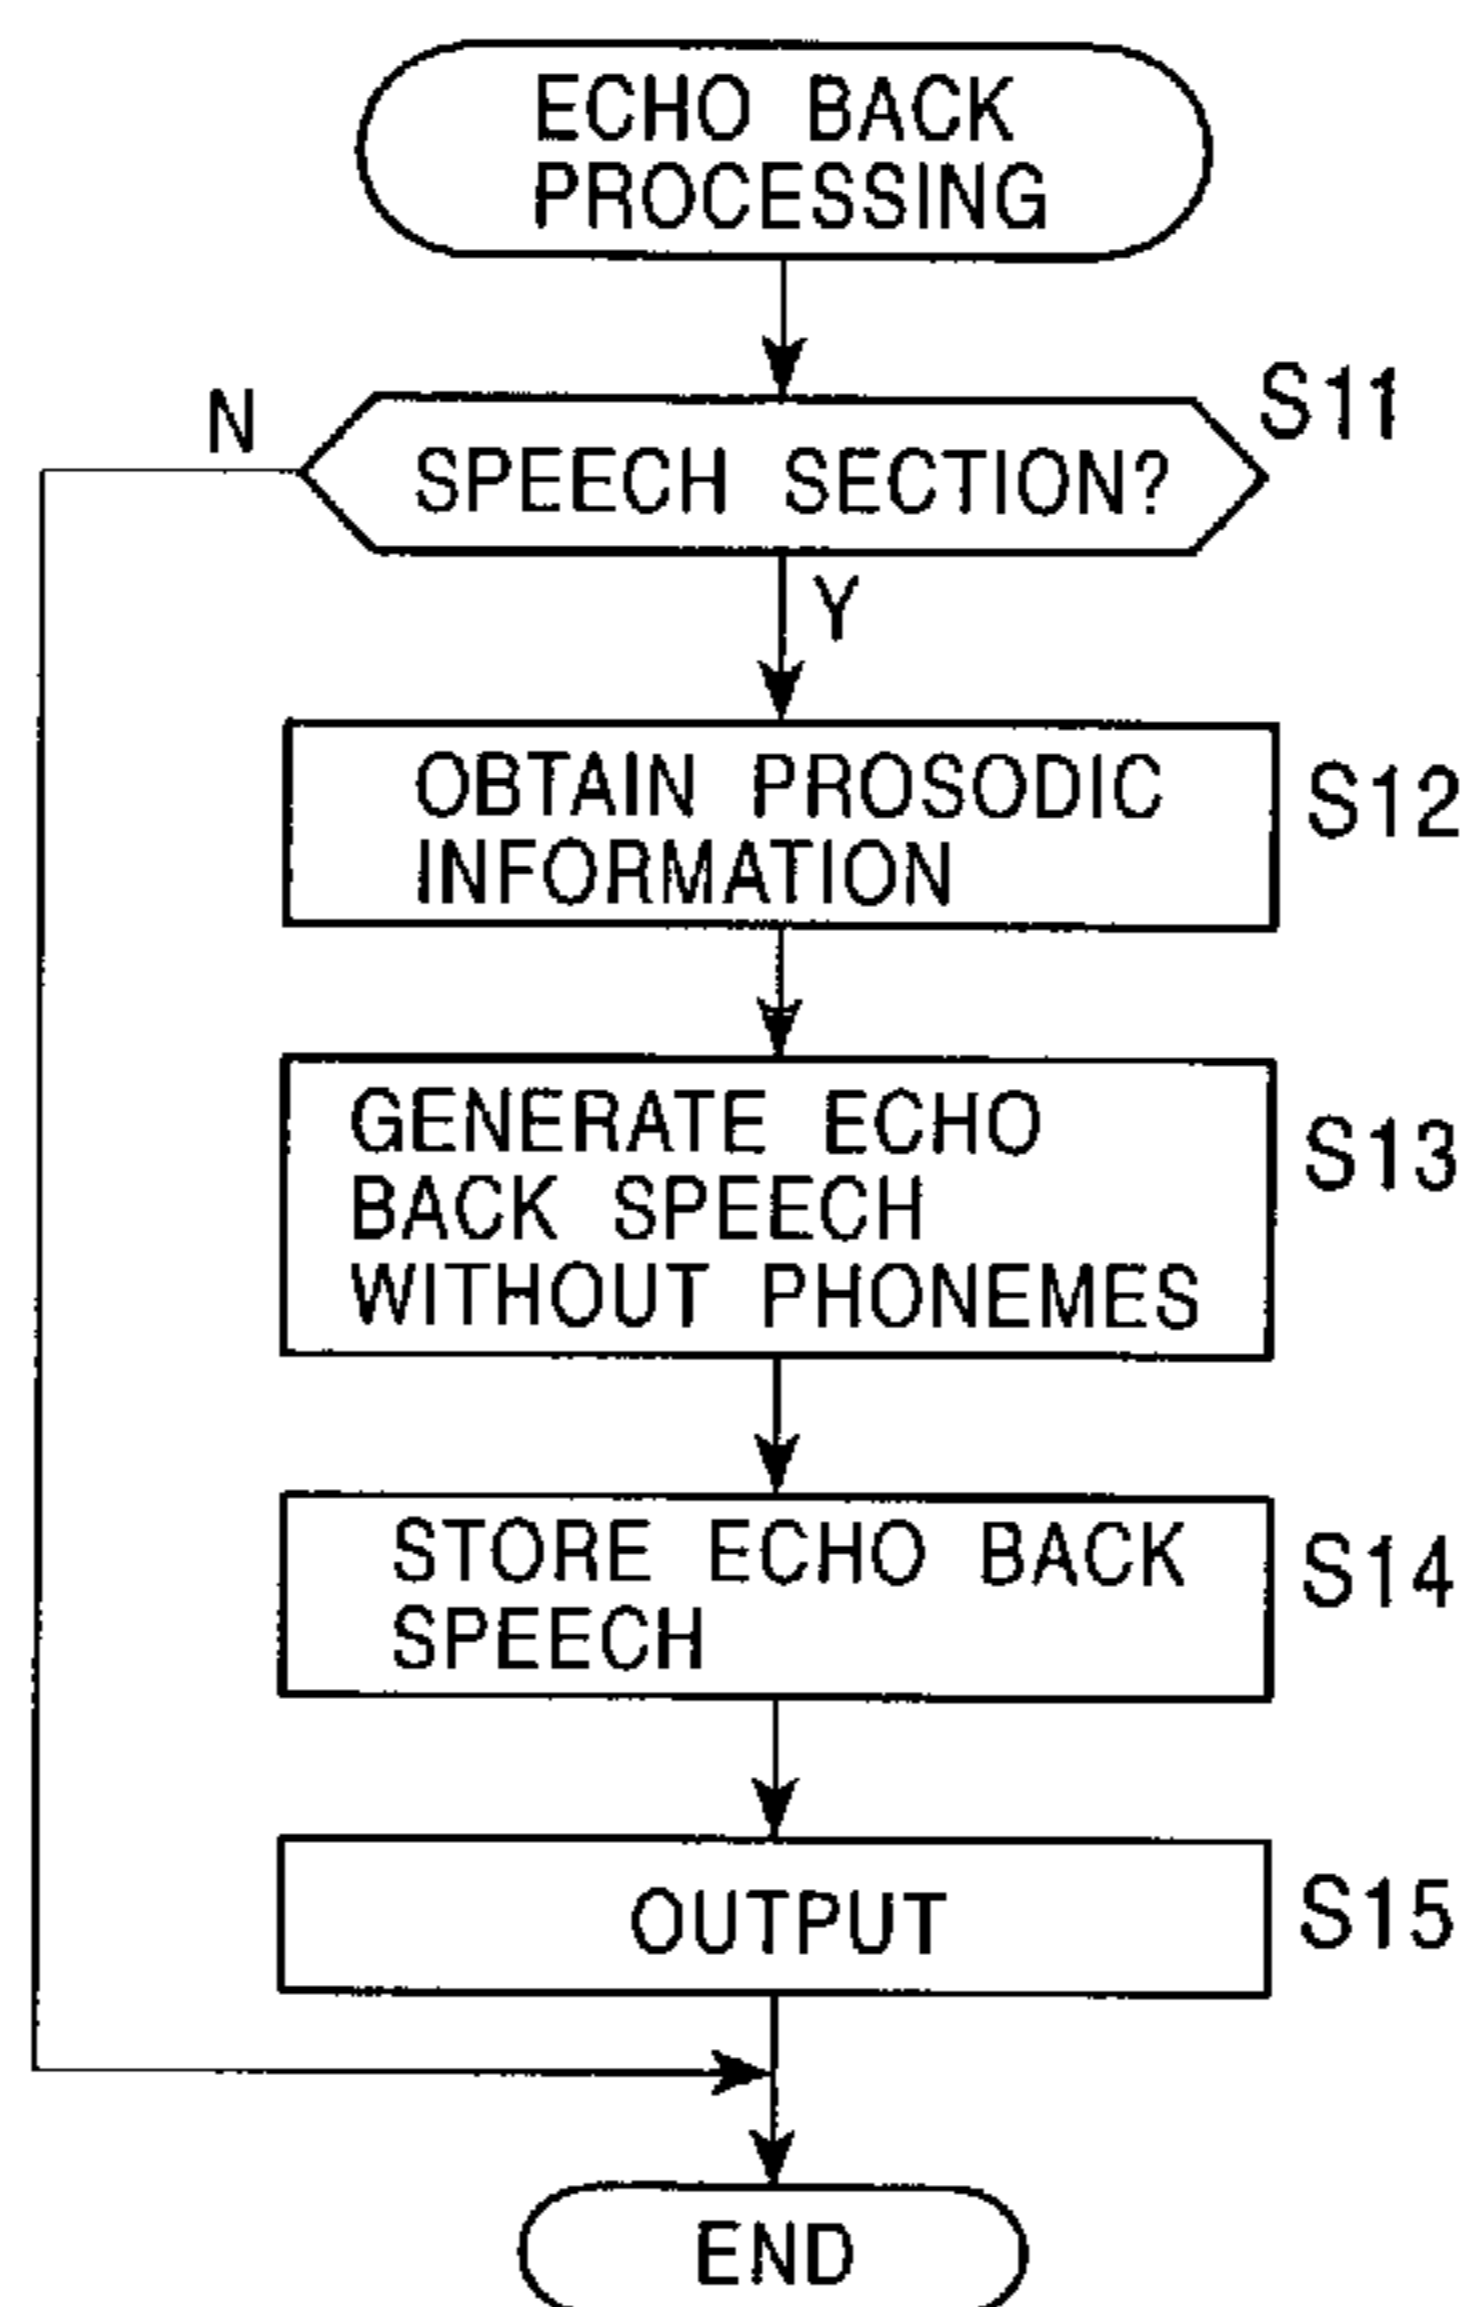 ECHO BACK
PROCESSING
N
SPEECH SECTION?
S11
Y
OBTAIN PROSODIC
INFORMATION
S12
GENERATE ECHO
BACK SPEECH
WITHOUT PHONEMES
S13
STORE ECHO BACK
SPEECH
S14
OUTPUT
S15
END